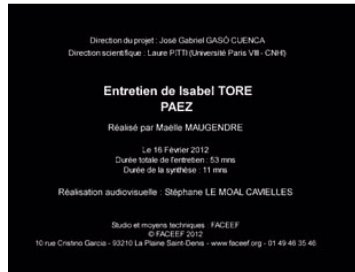 Direction du projet : José Gabriel GASÓ CUENCA
Direction scientifique : Laure PITTI (Université Paris VIII - CNHI)
Entretien de Isabel TORE
PAEZ
Réalisé par Maëlle MAUGENDRE
Le 16 Février 2012
Durée totale de l'entretien : 53 mns
Durée de la synthèse : 11 mns
Réalisation audiovisuelle : Stéphane LE MOAL CAVIELLES
Studio et moyens techniques : FACEEF
© FACEEF 2012
10 rue Cristino Garcia - 93210 La Plaine Saint-Denis - www.faceef.org - 01 49 46 35 46